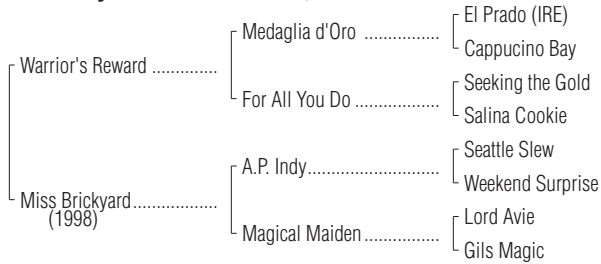 El Prado (IRE)
Medaglia d'Oro ................
Cappucino Bay
Warrior's Reward ..............
Seeking the Gold
For All You Do ..................
Salina Cookie
Seattle Slew
A.P. Indy............................
Weekend Surprise
Miss Brickyard..................
(1998)
Lord Avie
Magical Maiden................
Gils Magic